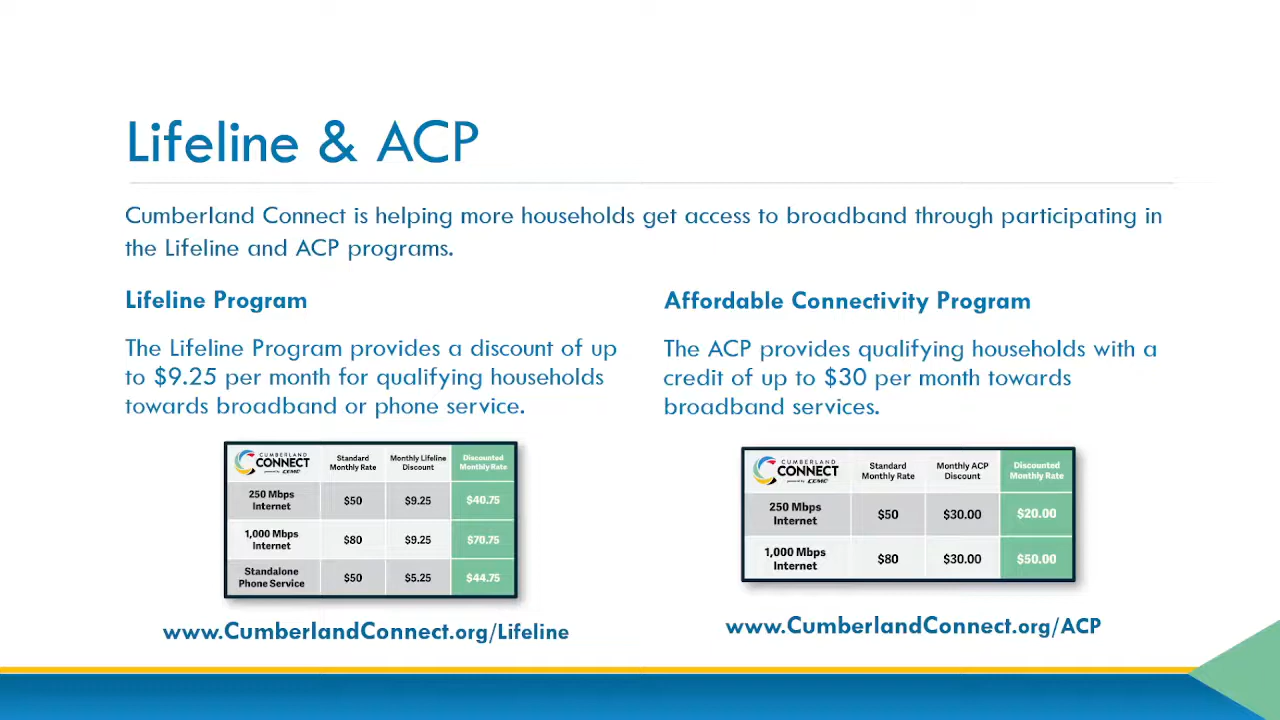 Lifeline & ACP
Cumberland Connect is helping more households get access to broadband through participating in
the Lifeline and ACP programs.
Lifeline Program
The Lifeline Program provides a discount of up
to $9.25 per month for qualifying households
towards broadband or phone service.
CUMBERLAND
CONNECT
powered by CEMC
Standard
Monthly Rate
Monthly Lifeline
Discount
Discounted
Monthly Rate
250 Mbps
Internet
$50
$9.25
$40.75
1,000 Mbps
Internet
$80
$9.25
$70.75
Standalone
Phone Service
$50
$5.25
$44.75
www.CumberlandConnect.org/Lifeline
Affordable Connectivity Program
The ACP provides qualifying households with a
credit of up to $30 per month towards
broadband services.
CUMBERLAND
CONNECT
powered by CEMC
Standard
Monthly Rate
Monthly ACP
Discount
Discounted
Monthly Rate
250 Mbps
Internet
$50
$30.00
$20.00
1,000 Mbps
Internet
$80
$30.00
$50.00
www.CumberlandConnect.org/ACP